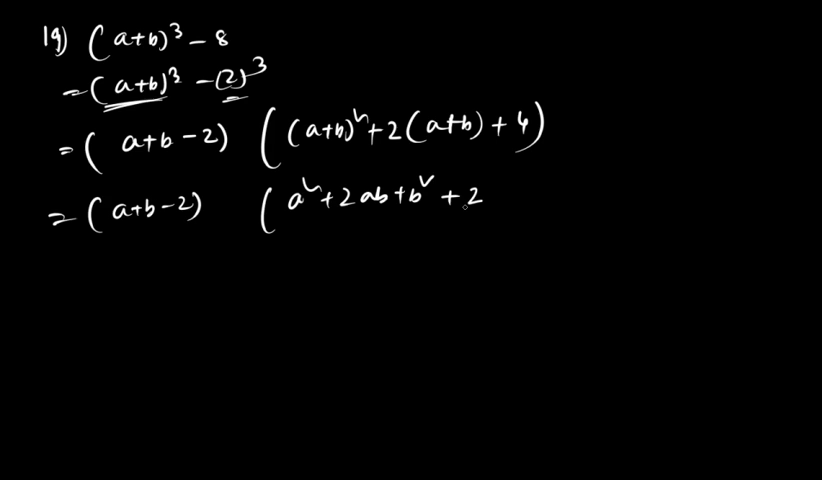 19) (a+b)³ - 8
= (a+b)³ - (2)³
= (a+b-2) ((a+b)² + 2(a+b) + 4)
= (a+b-2) (a² + 2ab + b² + 2